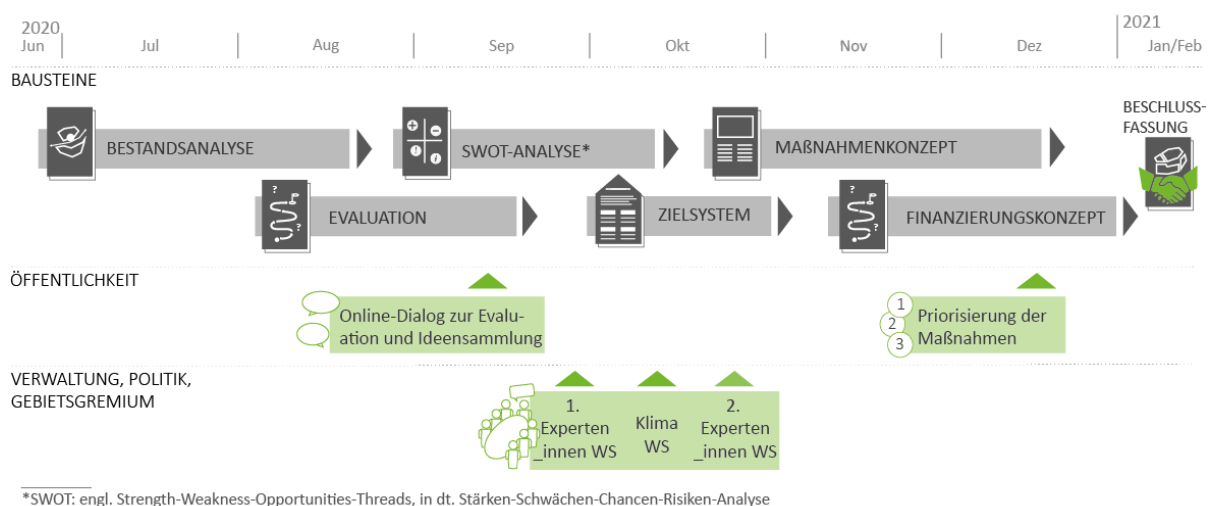 2020
2021
Jun
Jul
Aug
Sep
Okt
Nov
Dez
Jan/Feb
BAUSTEINE
BESCHLUSS-
FASSUNG
BESTANDSANALYSE
SWOT-ANALYSE*
MAßNAHMENKONZEPT
EVALUATION
ZIELSYSTEM
FINANZIERUNGSKONZEPT
ÖFFENTLICHKEIT
Online-Dialog zur Evalu-
ation und Ideensammlung
1
2
3
Priorisierung der
Maßnahmen
VERWALTUNG, POLITIK,
GEBIETSGREMIUM
1.
Experten
_innen WS
Klima
WS
2.
Experten
_innen WS
*SWOT: engl. Strength-Weakness-Opportunities-Threads, in dt. Stärken-Schwächen-Chancen-Risiken-Analyse